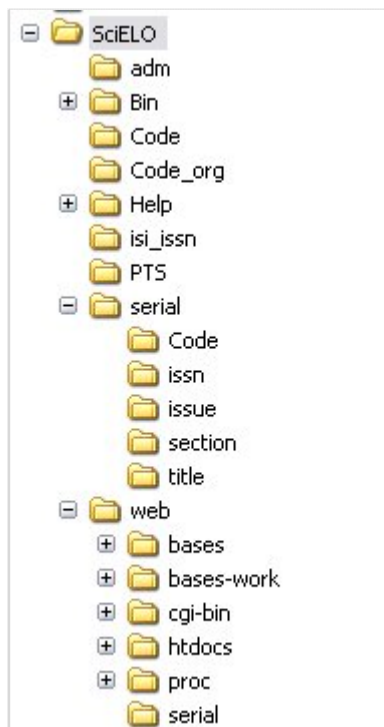 SciELO
adm
Bin
Code
Code_org
Help
isi_issn
PTS
serial
Code
issn
issue
section
title
web
bases
bases-work
cgi-bin
htdocs
proc
serial